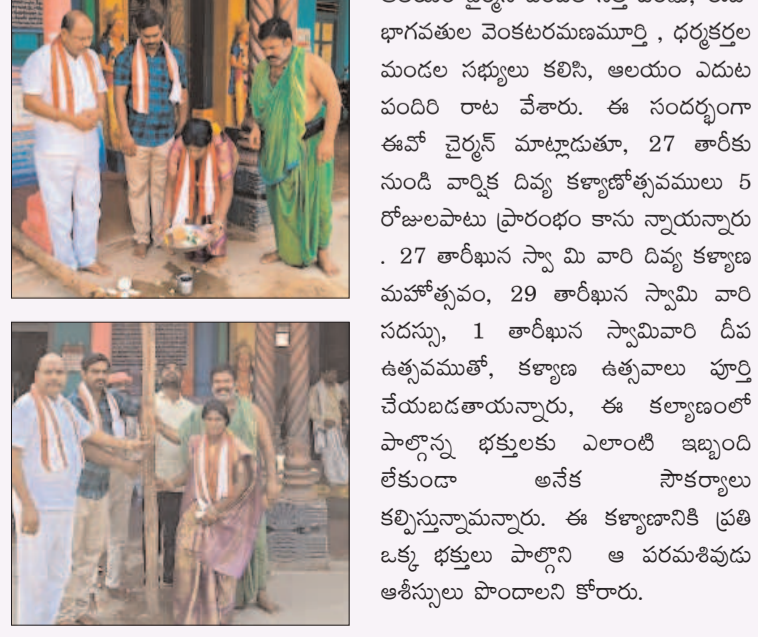 భాగవతుల వెంకటరమణమూర్తి , ధర్మకర్తల
మండల సభ్యులు కలిసి, ఆలయం ఎదుట
పందిరి రాట వేశారు. ఈ సందర్భంగా
ఈవో చైర్మన్ మాట్లాడుతూ, 27 తారీకు
నుండి వార్షిక దివ్య కళ్యాణోత్సవములు 5
రోజులపాటు ప్రారంభం కాను న్నాయన్నారు
. 27 తారీఖున స్వా మి వారి దివ్య కళ్యాణ
మహోత్సవం, 29 తారీఖున స్వామి వారి
సదస్సు, 1 తారీఖున స్వామివారి దీప
ఉత్సవముతో, కళ్యాణ ఉత్సవాలు పూర్తి
చేయబడతాయన్నారు, ఈ కల్యాణంలో
పాల్గొన్న భక్తులకు ఎలాంటి ఇబ్బంది
లేకుండా అనేక సౌకర్యాలు
కల్పిస్తున్నామన్నారు. ఈ కళ్యాణానికి ప్రతి
ఒక్క భక్తులు పాల్గొని ఆ పరమశివుడు
ఆశీస్సులు పొందాలని కోరారు.